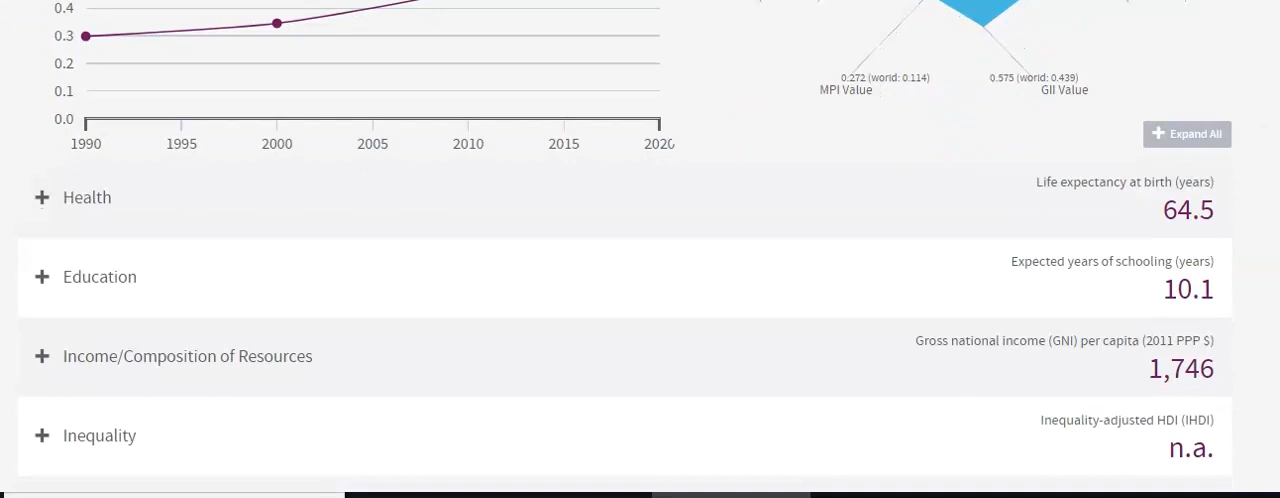 0.4
0.3
0.2
0.1
0.0
1990 1995 2000 2005 2010 2015 2020
0.272 (world: 0.114)
MPI Value
0.575 (world: 0.439)
GII Value
Expand All
Health
Life expectancy at birth (years)
64.5
Education
Expected years of schooling (years)
10.1
Income/Composition of Resources
Gross national income (GNI) per capita (2011 PPP $)
1,746
Inequality
Inequality-adjusted HDI (IHDI)
n.a.